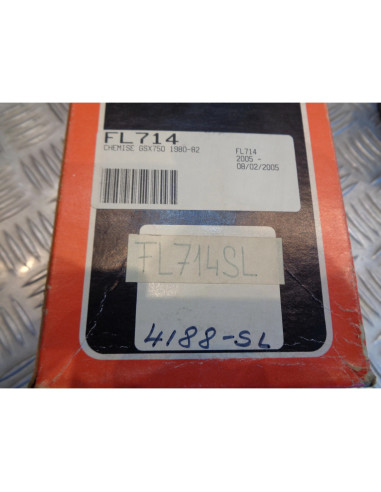 FL714
CHEMISE GSX750 1980-82
FL714
2005 -
08/02/2005
FL714SL
4188-SL